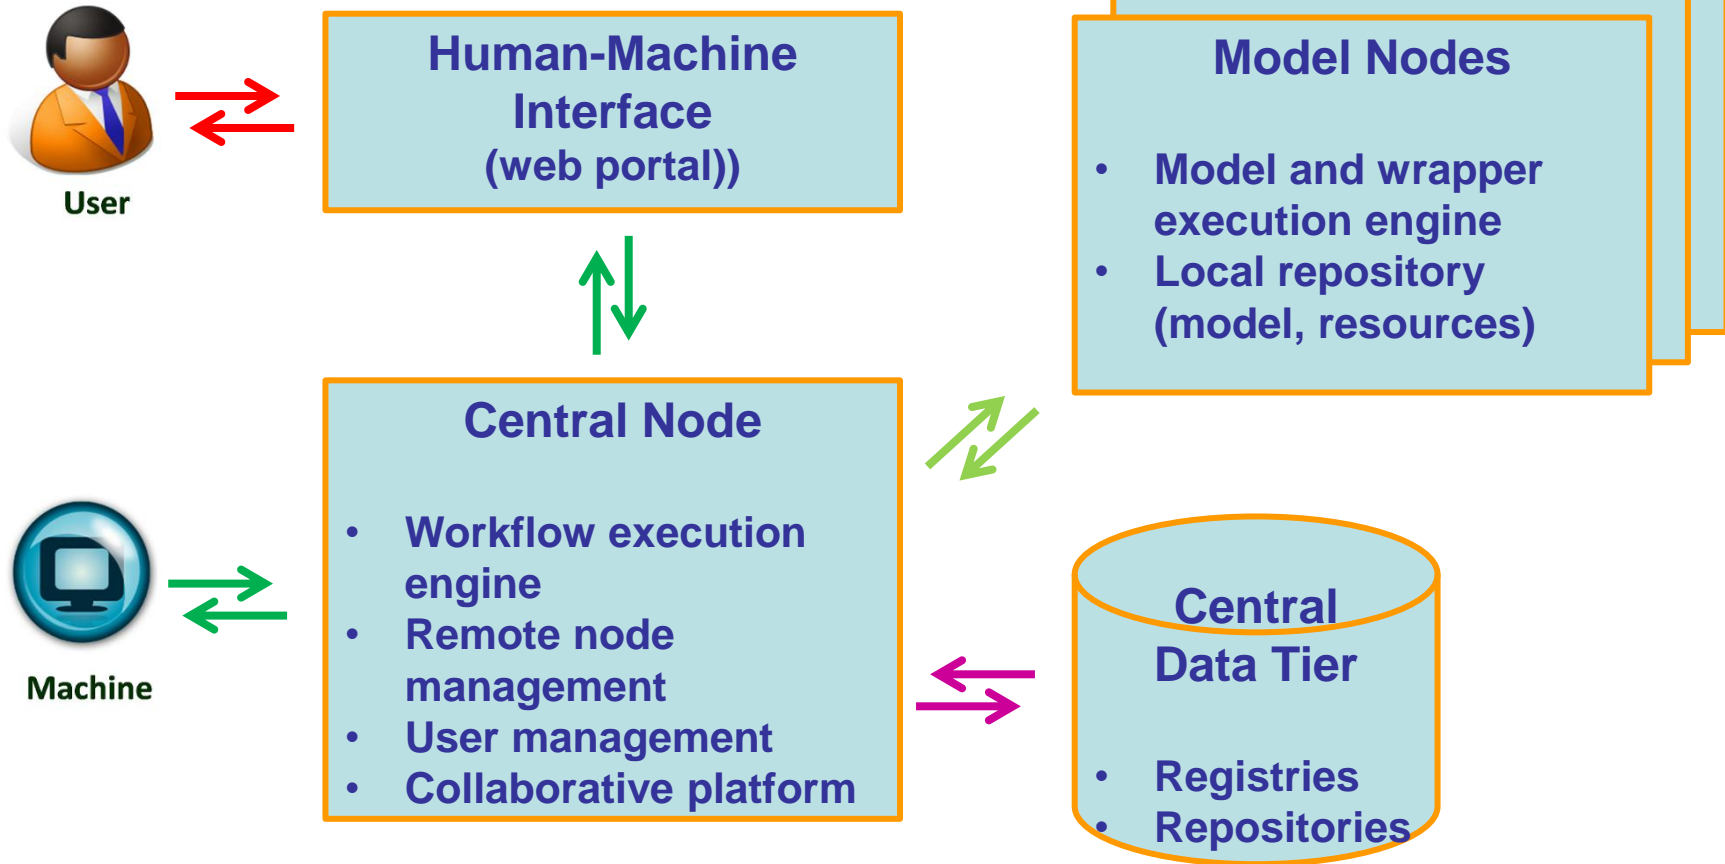 User
Human-Machine
Interface
(web portal))
Model Nodes
• Model and wrapper
execution engine
• Local repository
(model, resources)
Machine
Central Node
• Workflow execution
engine
• Remote node
management
• User management
• Collaborative platform
Central
Data Tier
• Registries
• Repositories